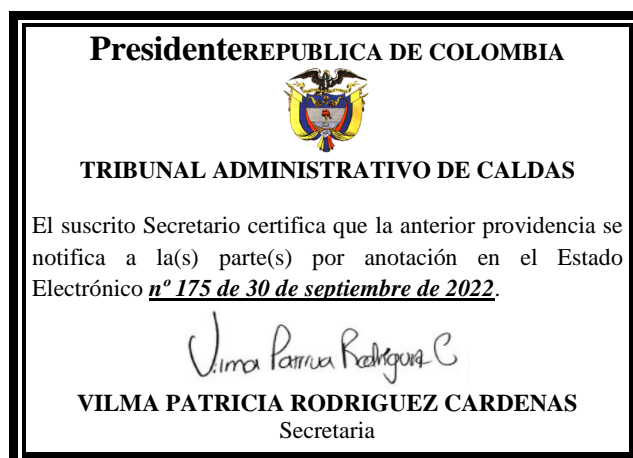 PresidenteREPUBLICA DE COLOMBIA
TRIBUNAL ADMINISTRATIVO DE CALDAS
El suscrito Secretario certifica que la anterior providencia se
notifica a la(s) parte(s) por anotación en el Estado
Electrónico nº 175 de 30 de septiembre de 2022.
Vilma Patricia Rodríguez C
VILMA PATRICIA RODRIGUEZ CARDENAS
Secretaria